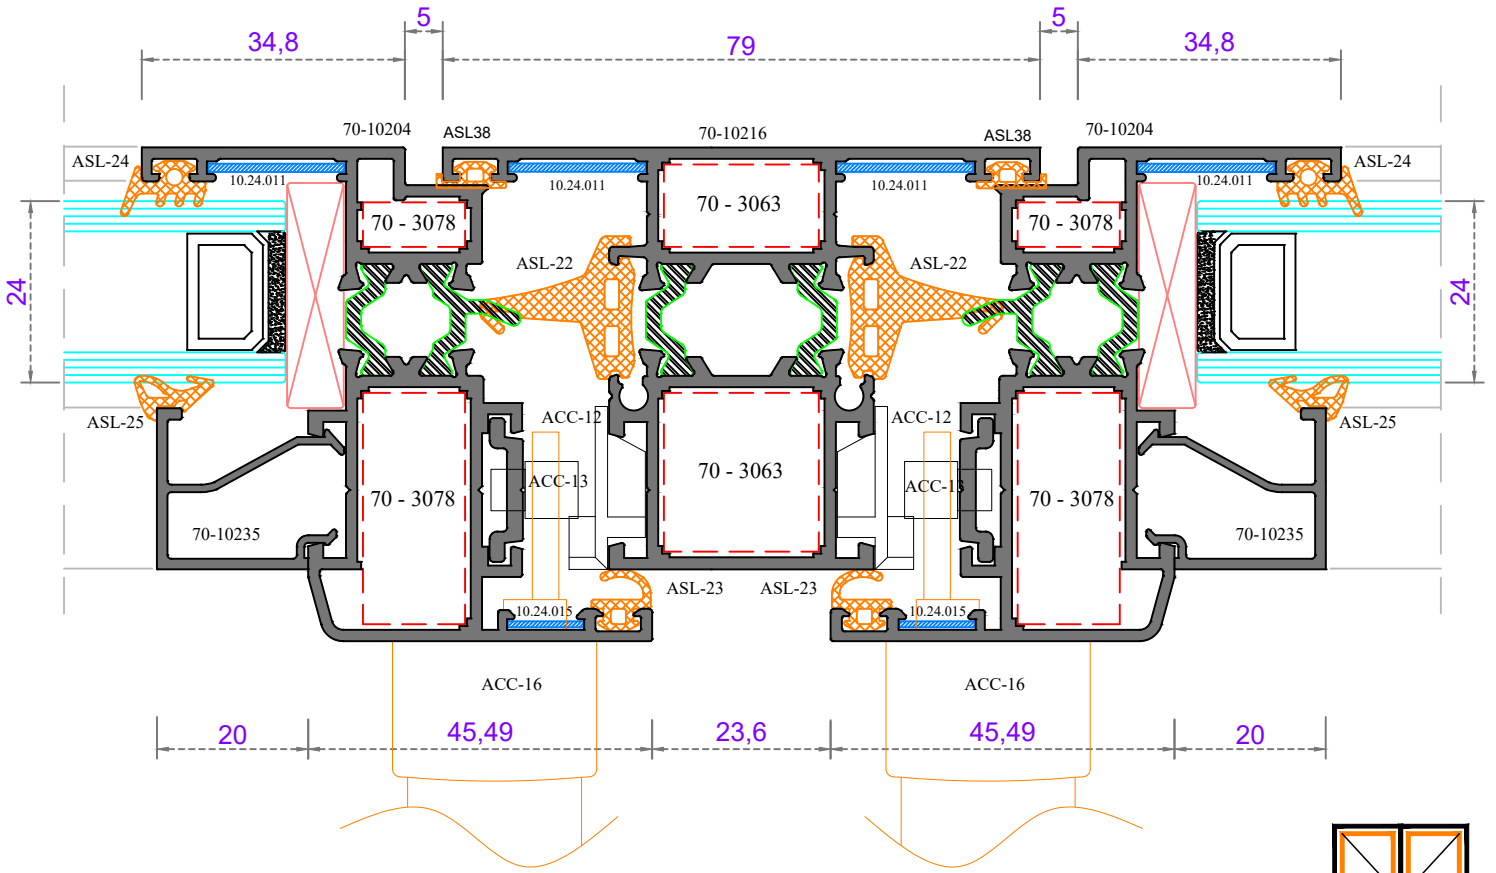 34,8
5
79
5
34,8
70-10204
ASL38
70-10216
ASL38
70-10204
ASL-24
ASL-24
10.24.011
10.24.011
10.24.011
10.24.011
70 - 3063
70 - 3078
70 - 3078
ASL-22
ASL-22
24
24
ASL-25
ACC-12
ACC-12
ASL-25
70 - 3063
ACC-13
ACC-13
70 - 3078
70 - 3078
70-10235
70-10235
ASL-23
ASL-23
10.24.015
10.24.015
ACC-16
ACC-16
20
45,49
23,6
45,49
20